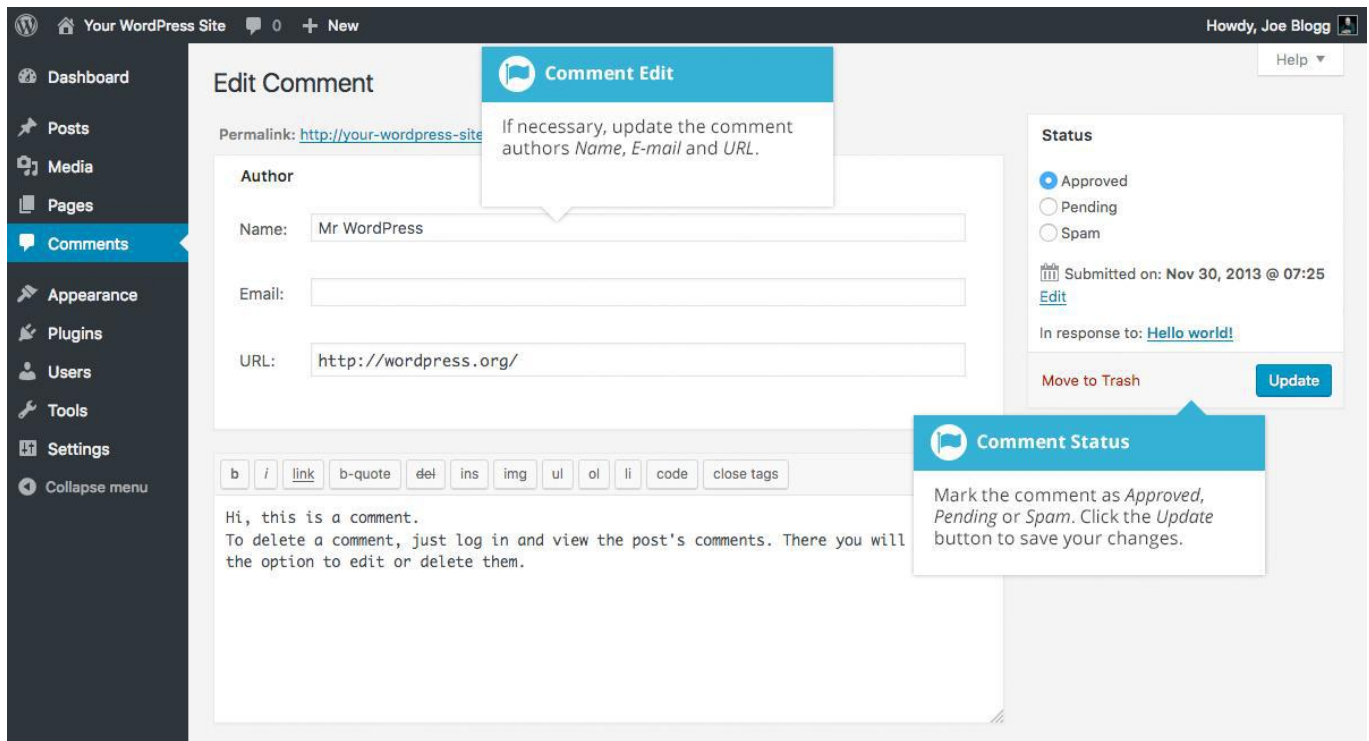 Your WordPress Site 0 + New Howdy, Joe Blogg
Help ▼
Dashboard
Posts
Media
Pages
Comments
Appearance
Plugins
Users
Tools
Settings
Collapse menu
Edit Comment
Permalink: http://your-wordpress-site
Comment Edit
If necessary, update the comment
authors Name, E-mail and URL.
Author
Name: Mr WordPress
Email:
URL: http://wordpress.org/
b i link b-quote del ins img ul ol li code close tags
Hi, this is a comment.
To delete a comment, just log in and view the post's comments. There you will
the option to edit or delete them.
Status
Approved
Pending
Spam
Submitted on: Nov 30, 2013 @ 07:25
Edit
In response to: Hello world!
Move to Trash Update
Comment Status
Mark the comment as Approved,
Pending or Spam. Click the Update
button to save your changes.